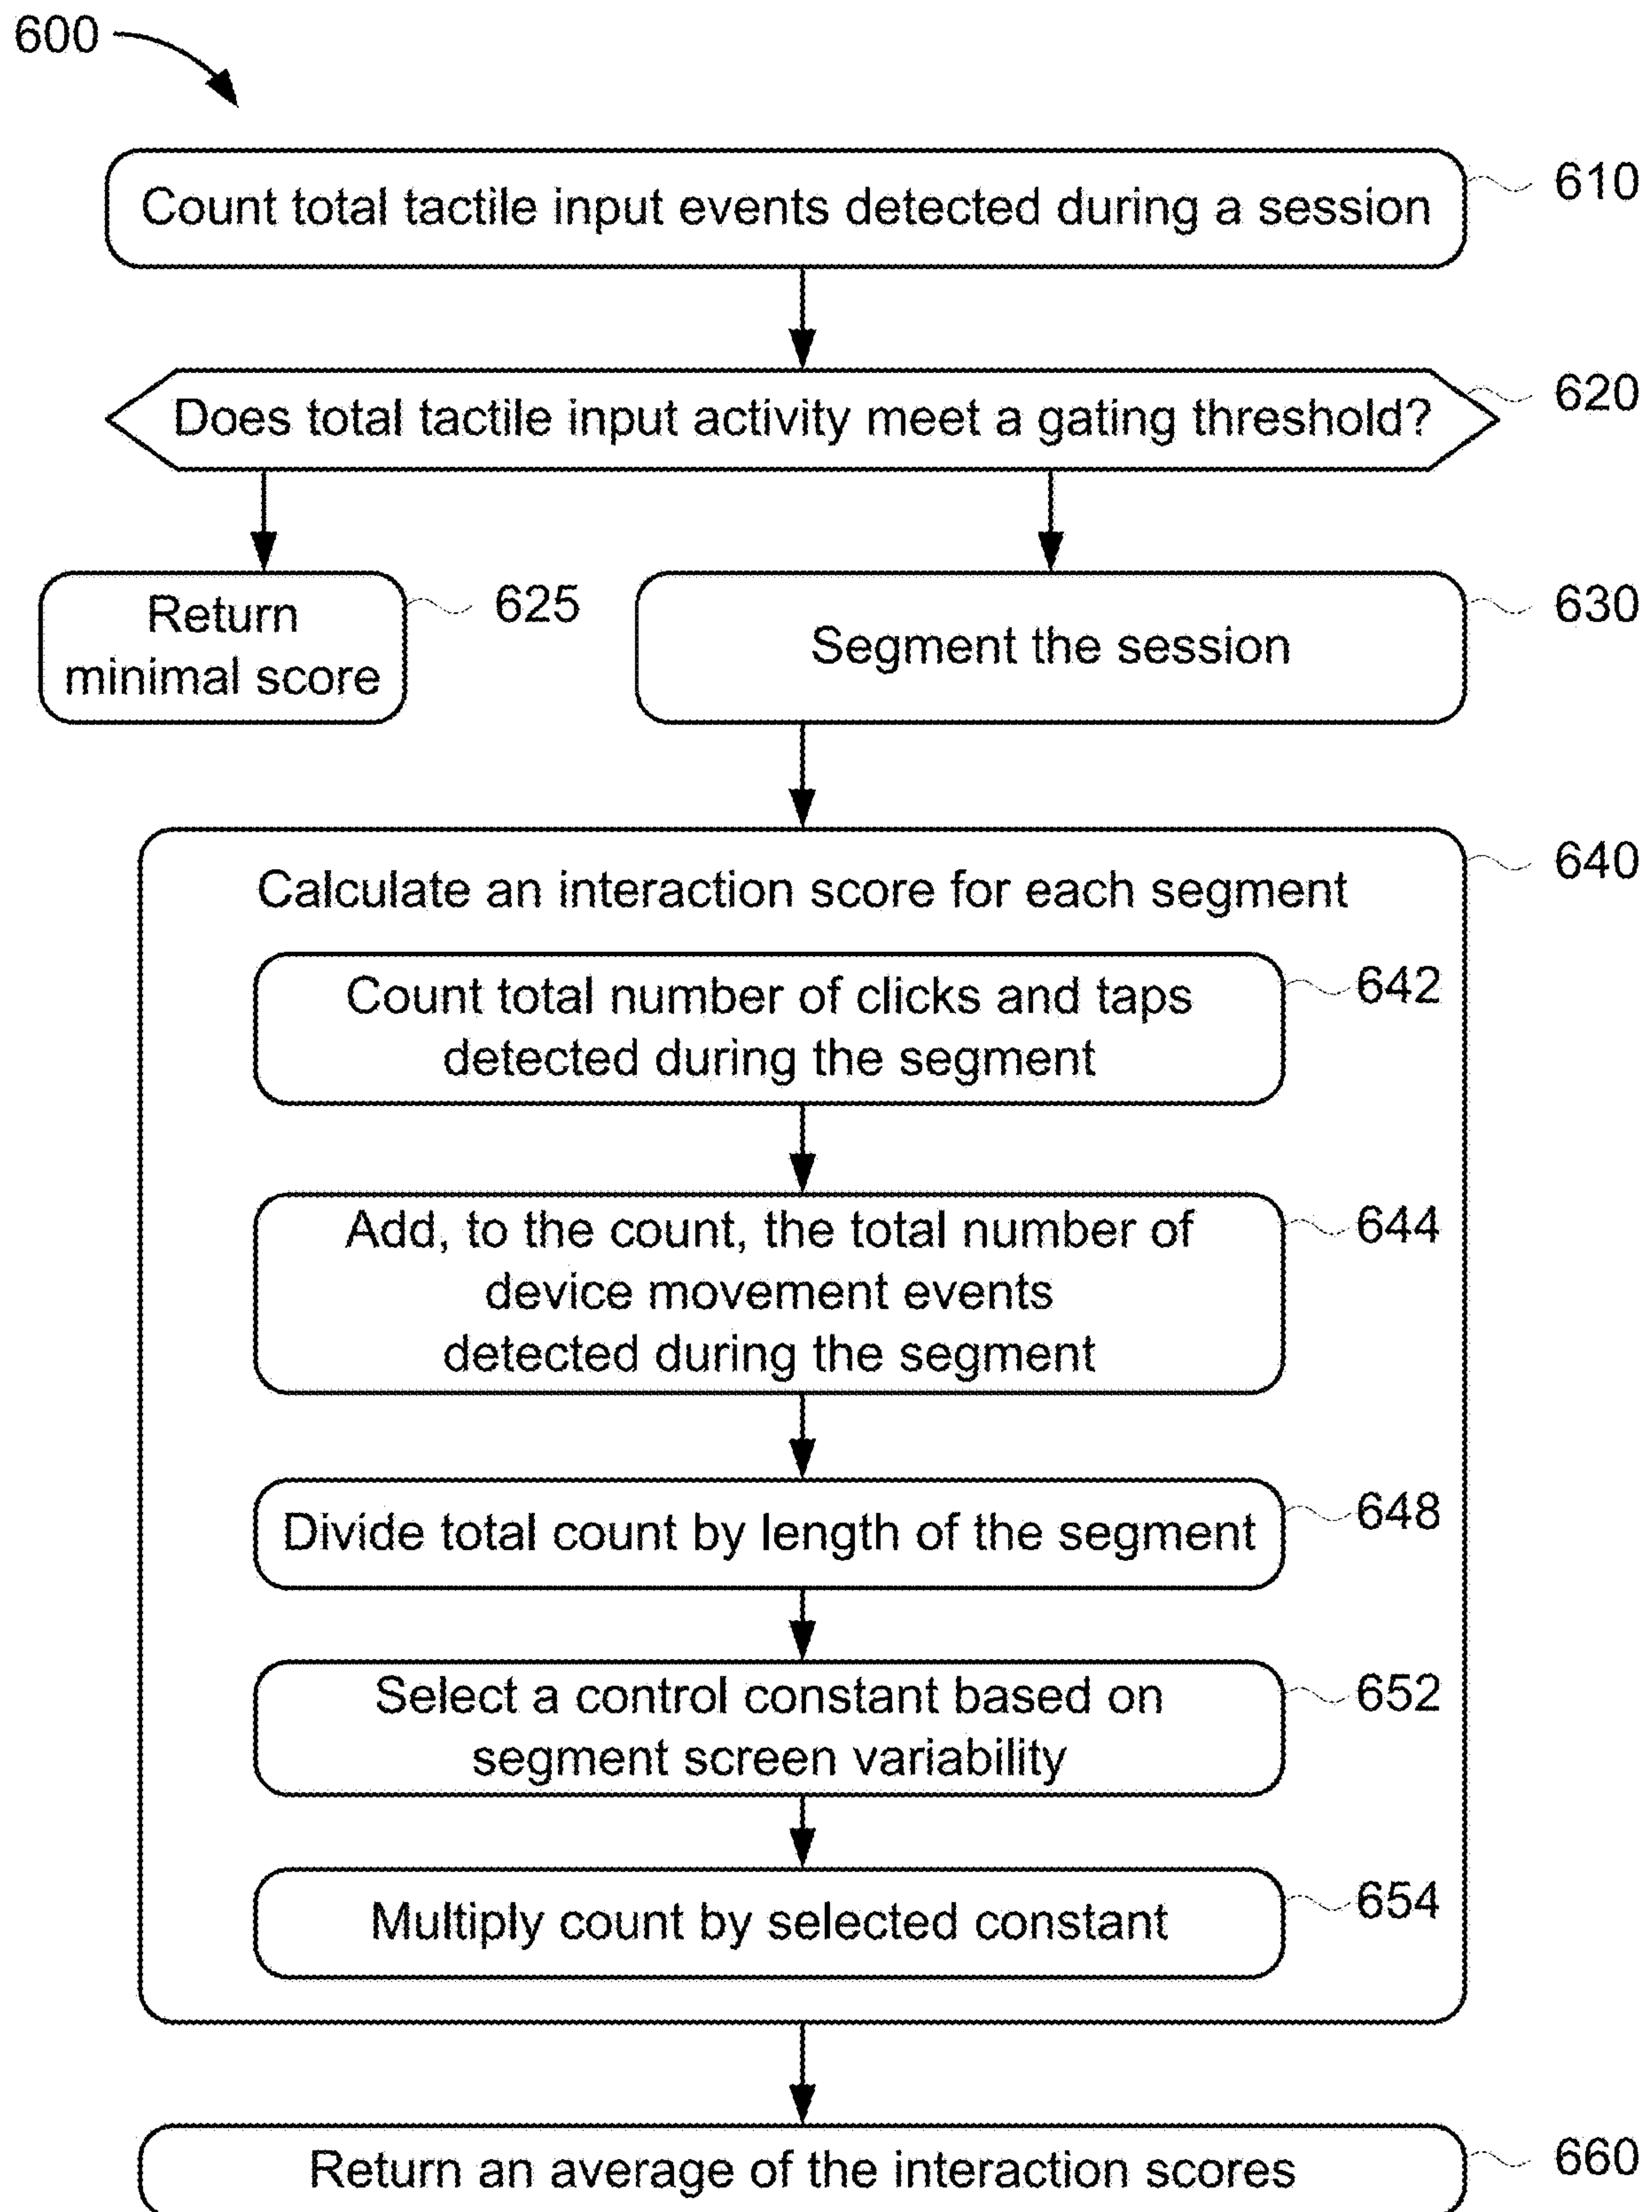 600
Count total tactile input events detected during a session
610
Does total tactile input activity meet a gating threshold?
620
Return
minimal score
625
Segment the session
630
Calculate an interaction score for each segment
640
Count total number of clicks and taps
detected during the segment
642
Add, to the count, the total number of
device movement events
detected during the segment
644
Divide total count by length of the segment
648
Select a control constant based on
segment screen variability
652
Multiply count by selected constant
654
Return an average of the interaction scores
660